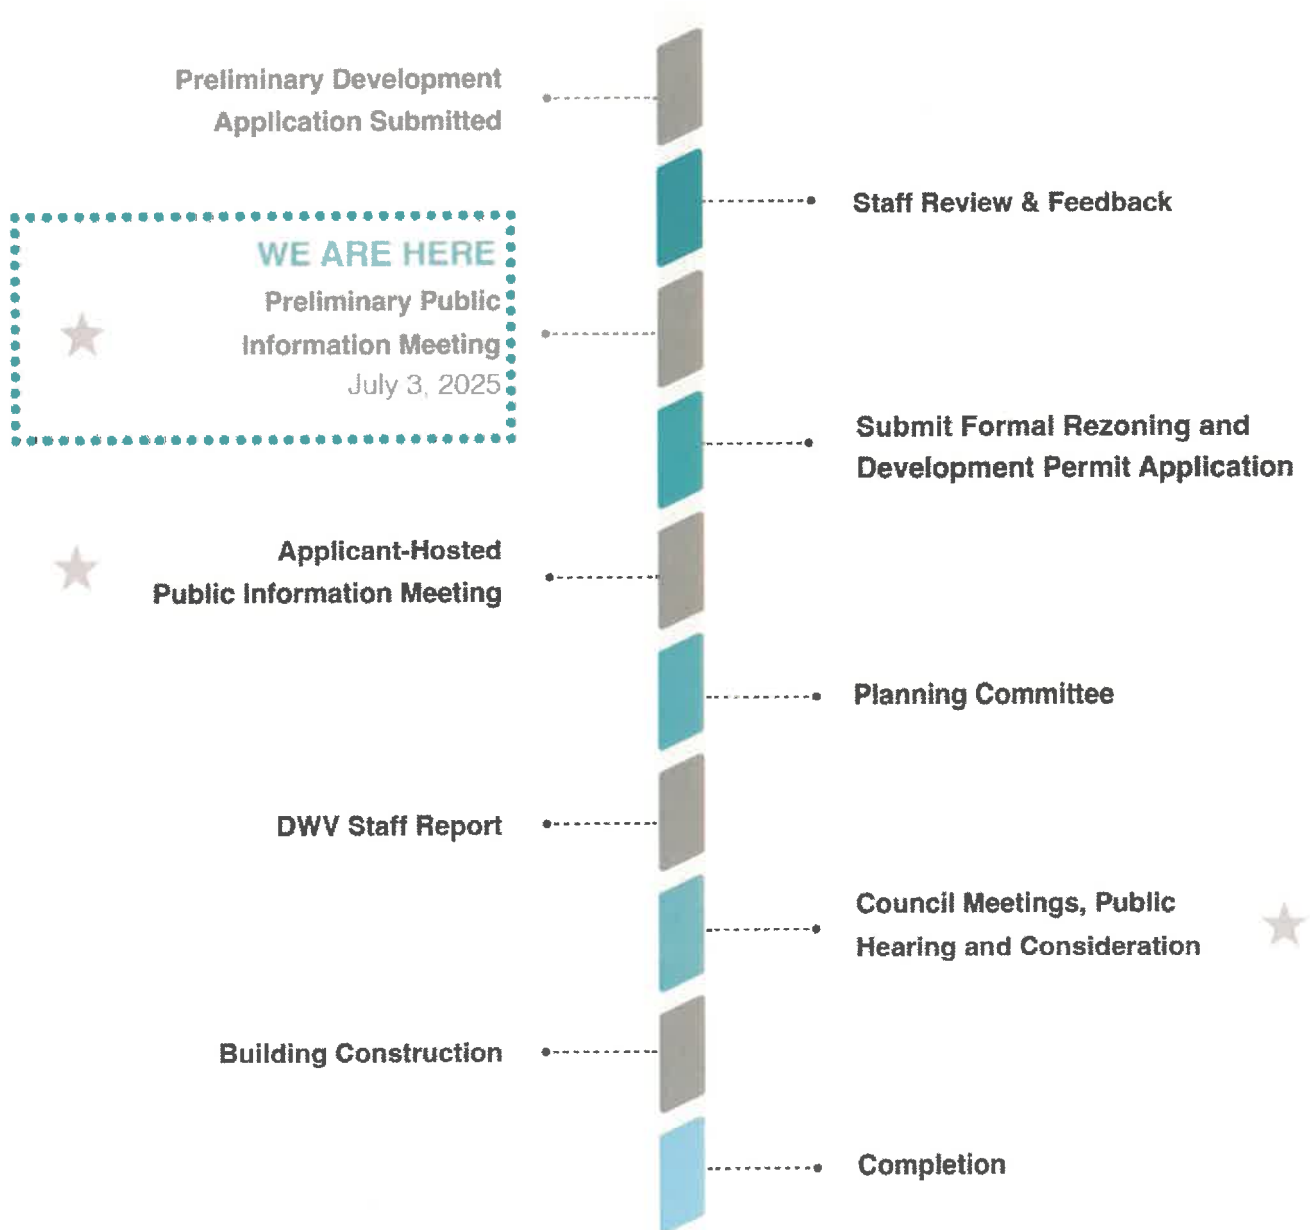 Preliminary Development
Application Submitted
Staff Review & Feedback
WE ARE HERE
Preliminary Public
Information Meeting
July 3, 2025
Submit Formal Rezoning and
Development Permit Application
Applicant-Hosted
Public Information Meeting
Planning Committee
DWV Staff Report
Council Meetings, Public
Hearing and Consideration
Building Construction
Completion